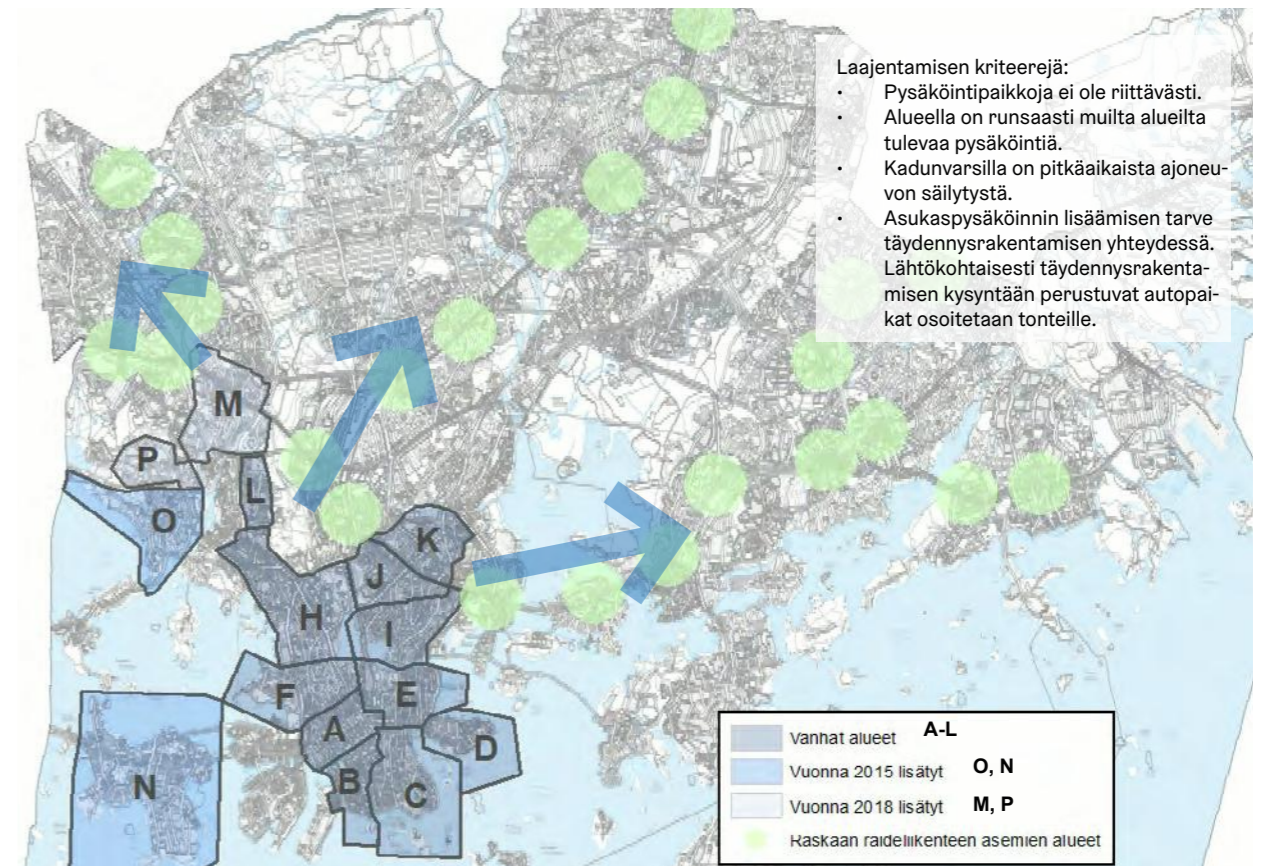 Laajentamisen kriteerejä:
• Pysäköintipaikkoja ei ole riittävästi.
• Alueella on runsaasti muilta alueilta
tulevaa pysäköintiä.
• Kadunvarsilla on pitkäaikaista ajoneu-
von säilytystä.
• Asukaspysäköinnin lisäämisen tarve
täydennysrakentamisen yhteydessä.
Lähtökohtaisesti täydennysrakenta-
misen kysyntään perustuvat autopai-
kat osoitetaan tonteille.
M
P
L
O
K
J
H
I
F
E
A
D
B
C
N
Vanhat alueet A-L
Vuonna 2015 lisätyt O, N
Vuonna 2018 lisätyt M, P
Raskaan raideliikenteen asemien alueet